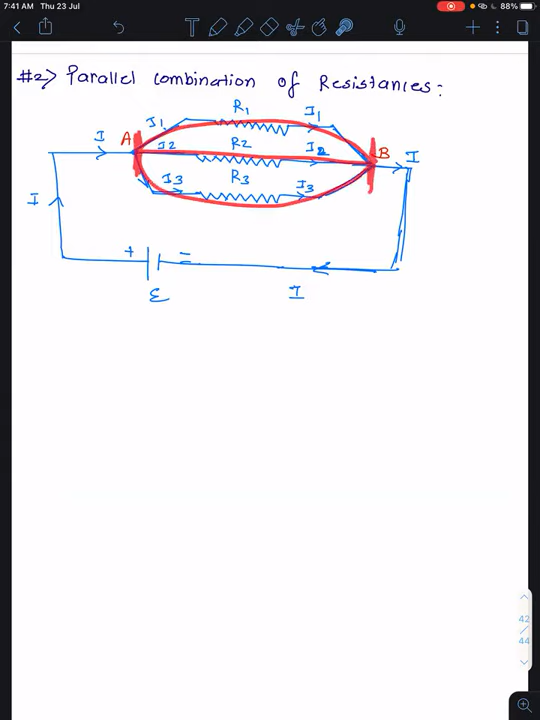 7:41 AM Thu 23 Jul
88%
#2> Parallel combination of Resistances:
I1 R1 I1
A I I2 R2 I2 B I
I3 R3 I3
I
+ =
ε I
42
/
44